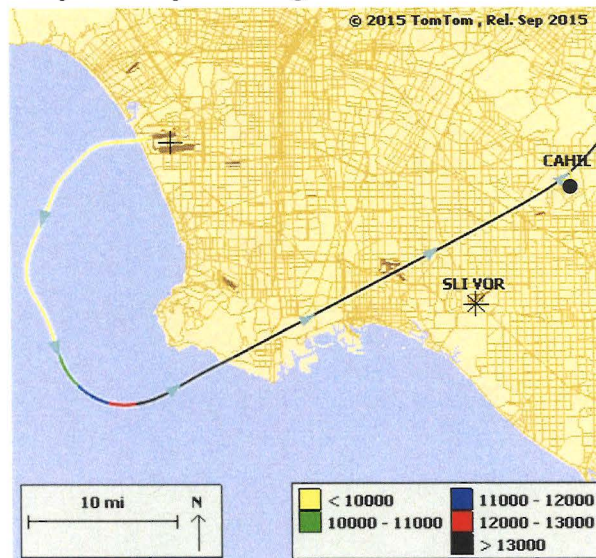 © 2015 TomTom , Rel. Sep 2015
CAHIL
SLI VOR
10 mi
N
< 10000
10000 - 11000
11000 - 12000
12000 - 13000
> 13000